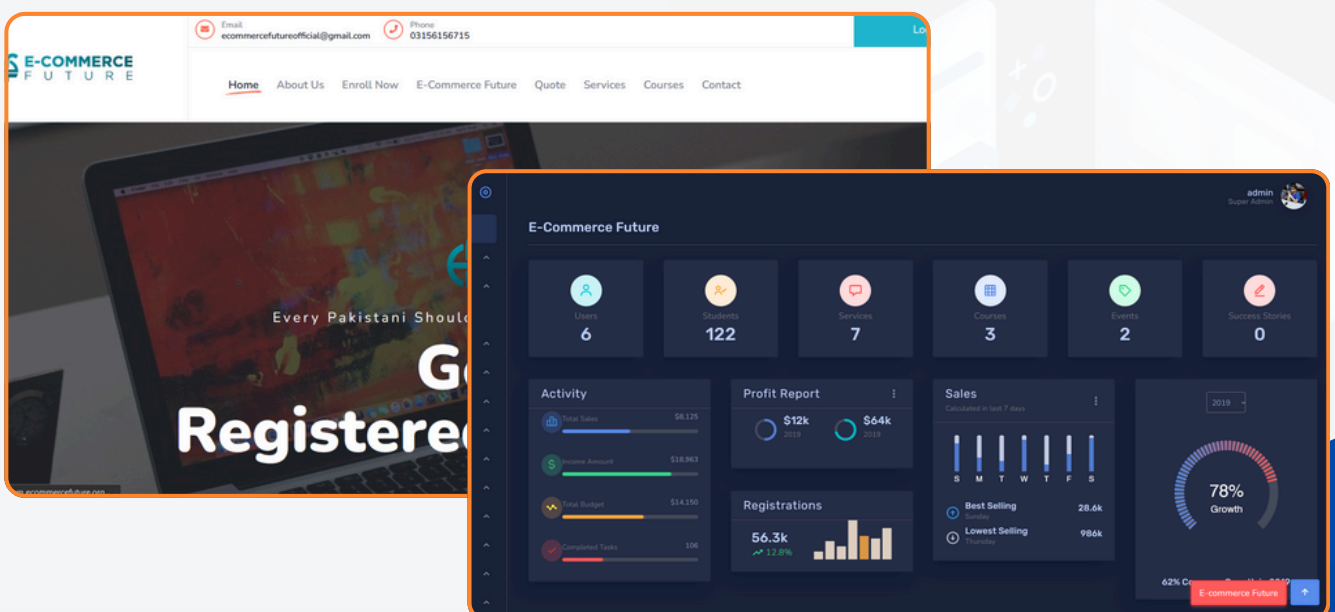 Email
ecommercefutureofficial@gmail.com
Phone
03156156715
E-COMMERCE
FUTURE
Home About Us Enroll Now E-Commerce Future Quote Services Courses Contact
Every Pakistani
Registered
admin
Super Admin
E-Commerce Future
Users
6
Students
122
Services
7
Courses
3
Events
2
Success Stories
0
Activity
Total Sales $8,125
Income Amount $18,963
Total Budget $14,150
Completed Tasks 106
Profit Report
$12k
2019
$64k
2019
Registrations
56.3k
12.8%
Sales
Calculated in last 7 days
S M T W T F S
Best Selling 28.6k
Sunday
Lowest Selling 986k
Thursday
2019
78%
Growth
62%
E-commerce Future